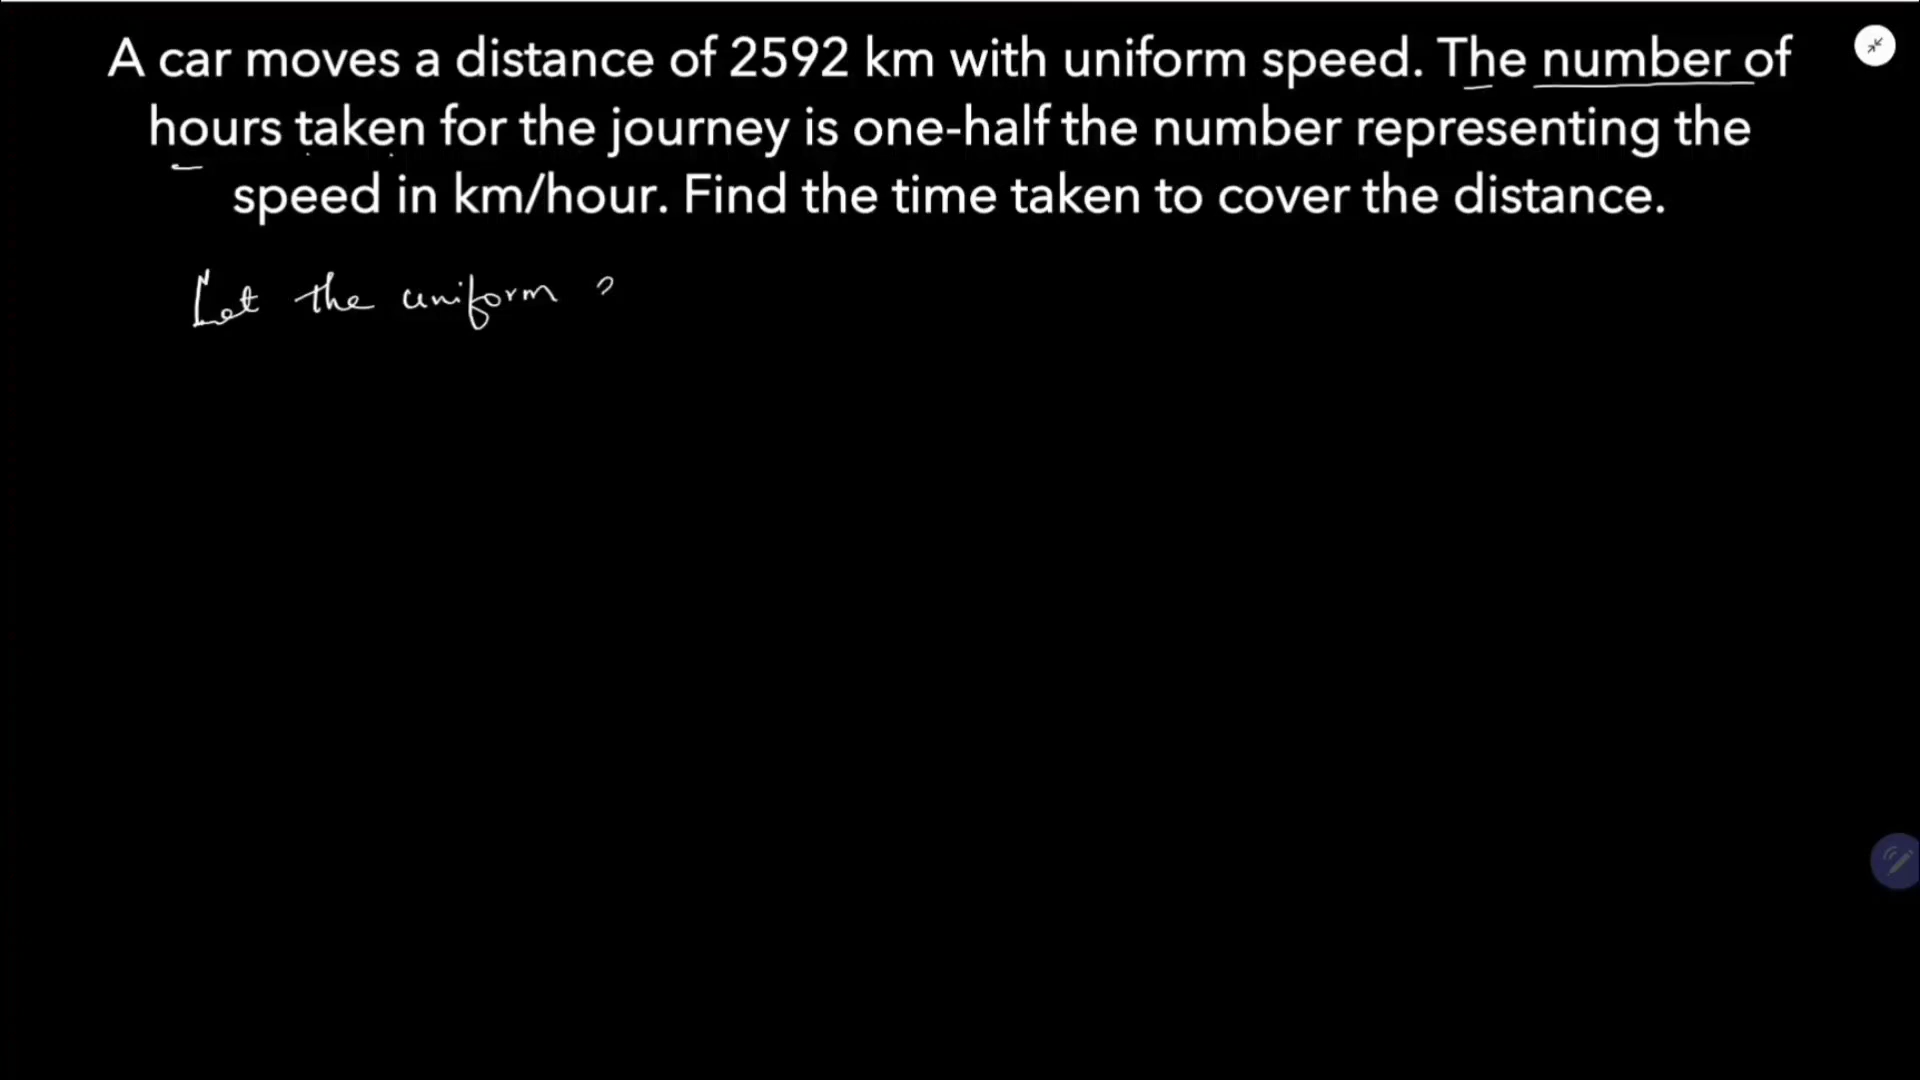 A car moves a distance of 2592 km with uniform speed. The number of
hours taken for the journey is one-half the number representing the
speed in km/hour. Find the time taken to cover the distance.
Let the uniform